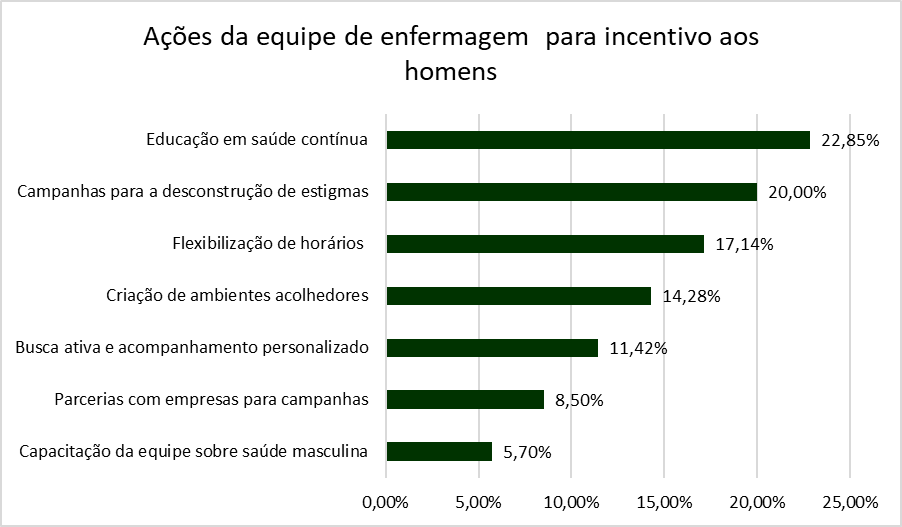 Ações da equipe de enfermagem para incentivo aos
homens
Educação em saúde contínua
22,85%
Campanhas para a desconstrução de estigmas
20,00%
Flexibilização de horários
17,14%
Criação de ambientes acolhedores
14,28%
Busca ativa e acompanhamento personalizado
11,42%
Parcerias com empresas para campanhas
8,50%
Capacitação da equipe sobre saúde masculina
5,70%
0,00% 5,00% 10,00% 15,00% 20,00% 25,00%